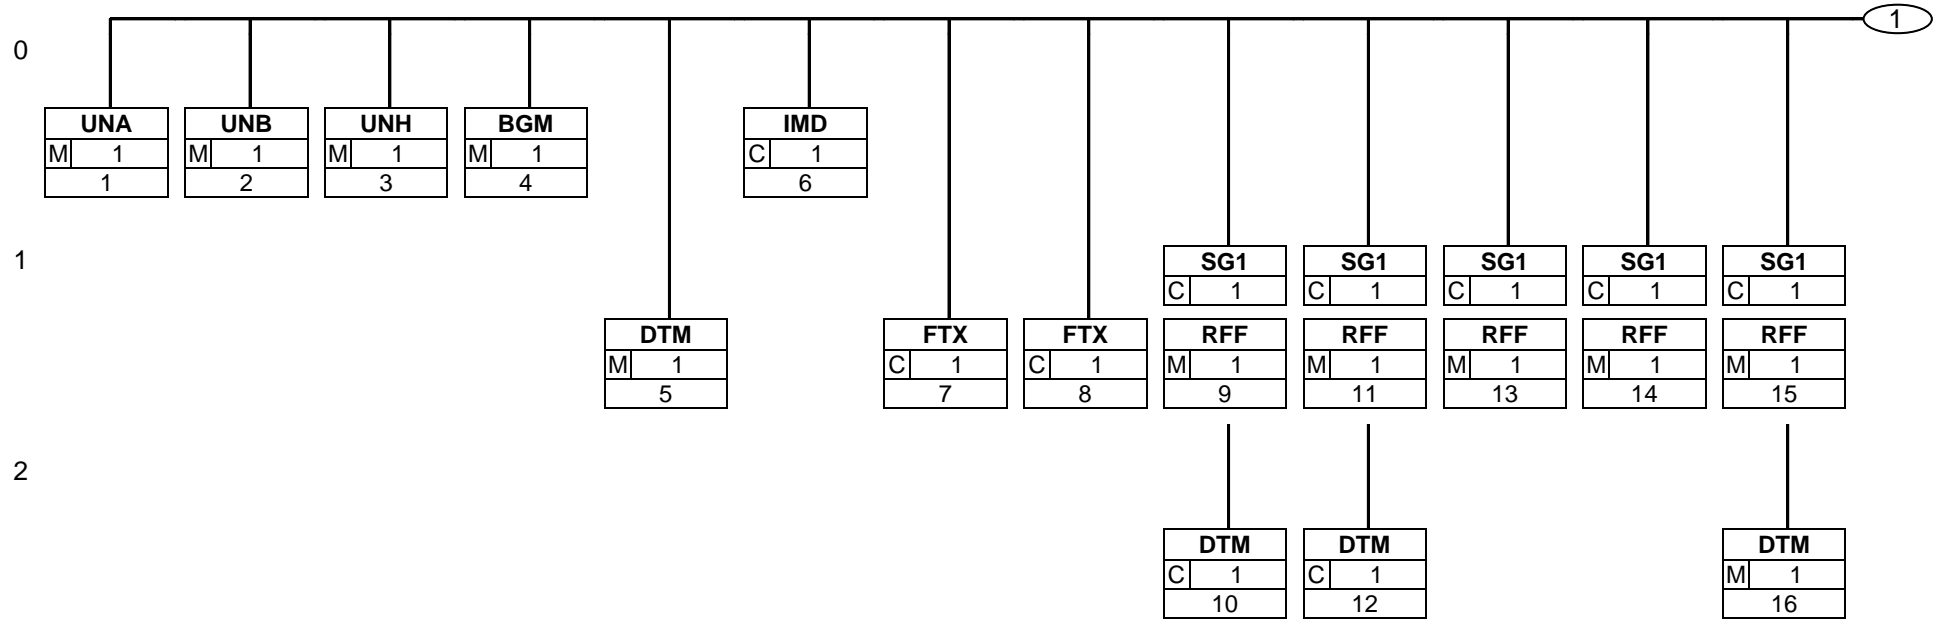 1
0
UNA UNB UNH BGM IMD
M 1 M 1 M 1 M 1 C 1
1 2 3 4 6
1
SG1 SG1 SG1 SG1 SG1
C 1 C 1 C 1 C 1 C 1
DTM FTX FTX RFF RFF RFF RFF RFF
M 1 C 1 C 1 M 1 M 1 M 1 M 1 M 1
5 7 8 9 11 13 14 15
2
DTM DTM DTM
C 1 C 1 M 1
10 12 16